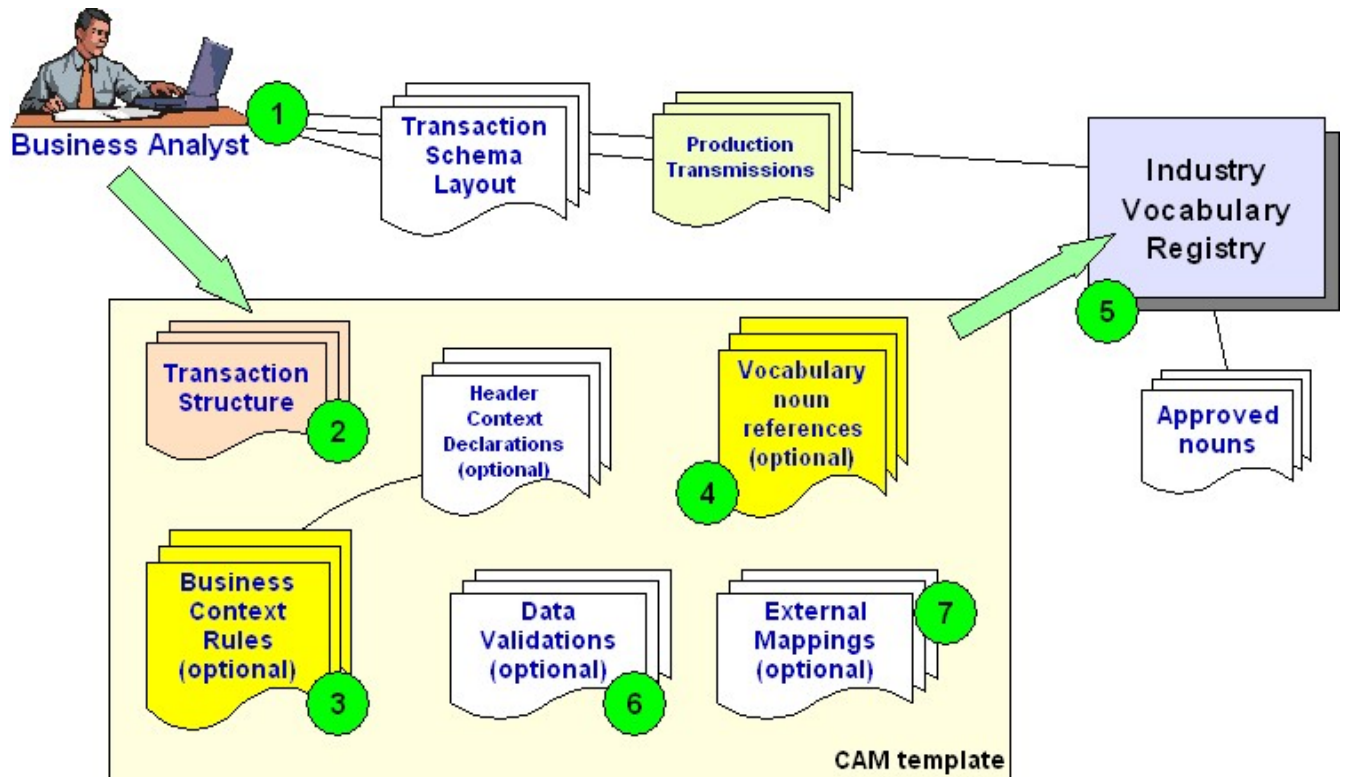 1
Business Analyst
Transaction
Schema
Layout
Production
Transmissions
Industry
Vocabulary
Registry
5
Approved
nouns
Transaction
Structure
2
Header
Context
Declarations
(optional)
Vocabulary
noun
references
(optional)
4
Business
Context
Rules
(optional)
3
Data
Validations
(optional)
6
External
Mappings
(optional)
7
CAM template